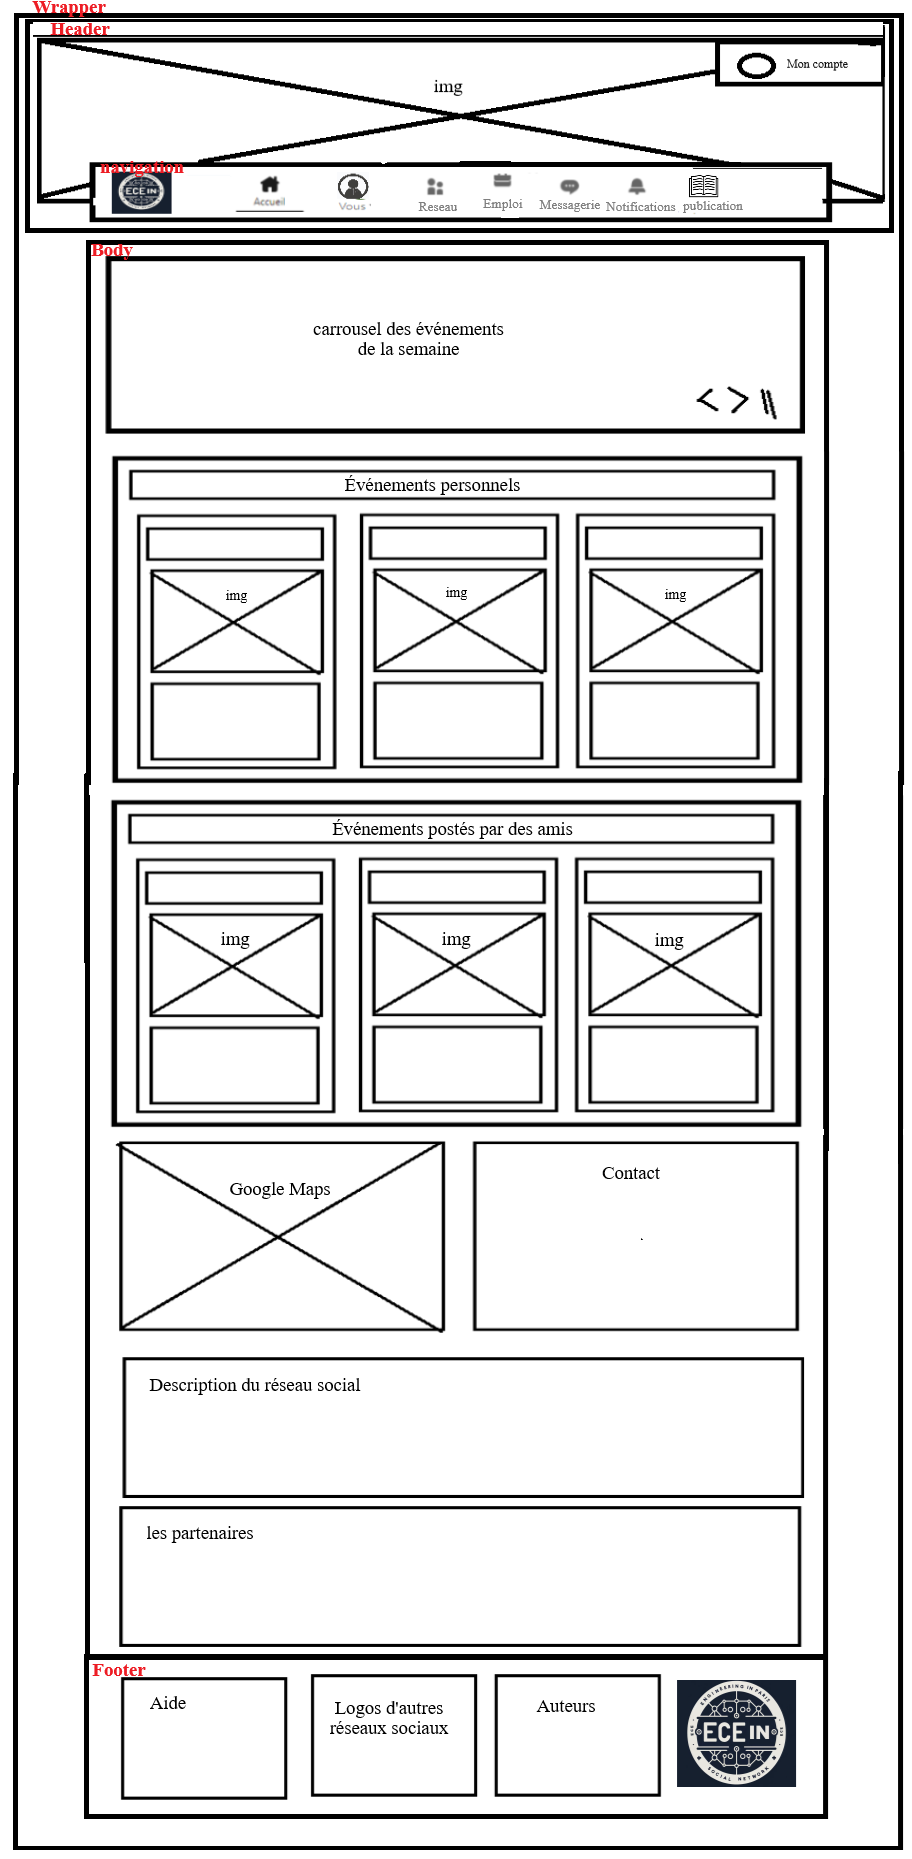 Wrapper
Header
img
Mon compte
navigation
ECE IN
Accueil
Vous
Reseau
Emploi
Messagerie
Notifications
publication
Body
carrousel des événements
de la semaine
Événements personnels
img
img
img
Événements postés par des amis
img
img
img
Google Maps
Contact
Description du réseau social
les partenaires
Footer
Aide
Logos d'autres
réseaux sociaux
Auteurs
ENGINEERING IN PARIS
ECE IN
SOCIAL NETWORK